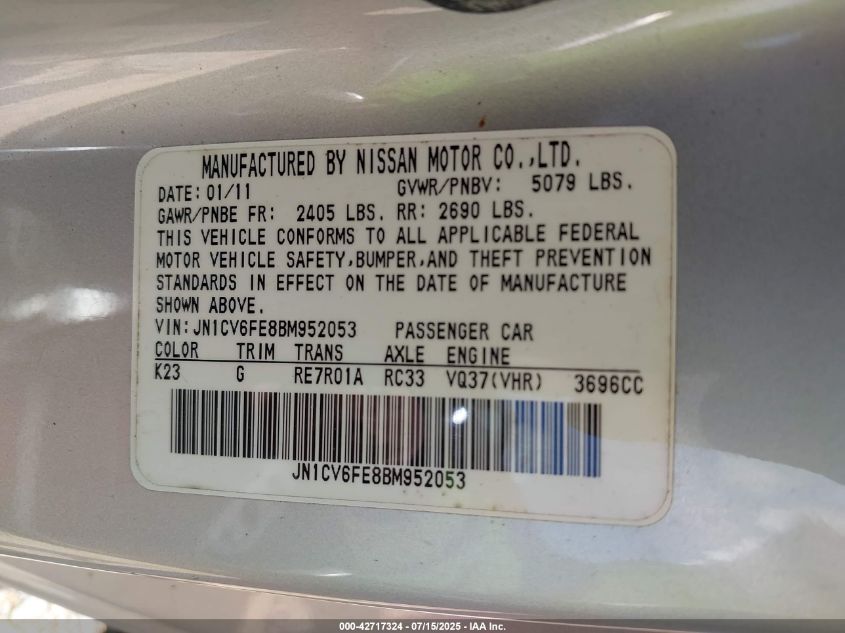 MANUFACTURED BY NISSAN MOTOR CO.,LTD.
DATE: 01/11 GVWR/PNBV: 5079 LBS.
GAWR/PNBE FR: 2405 LBS. RR: 2690 LBS.
THIS VEHICLE CONFORMS TO ALL APPLICABLE FEDERAL
MOTOR VEHICLE SAFETY,BUMPER,AND THEFT PREVENTION
STANDARDS IN EFFECT ON THE DATE OF MANUFACTURE
SHOWN ABOVE.
VIN: JN1CV6FE8BM952053 PASSENGER CAR
COLOR TRIM TRANS AXLE ENGINE
K23 G RE7R01A RC33 VQ37(VHR) 3696CC
JN1CV6FE8BM952053
000-42717324 - 07/15/2025 - IAA Inc.